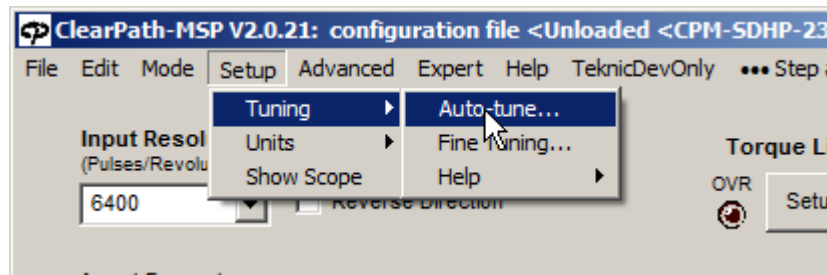 ClearPath-MSP V2.0.21: configuration file <Unloaded <CPM-SDHP-23
File Edit Mode Setup Advanced Expert Help TeknicDevOnly ••• Step
Tuning Auto-tune...
Input Resol Units Fine Tuning... Torque Li
(Pulses/Revolu
Show Scope Help OVR
6400 Reverse Direction Setu